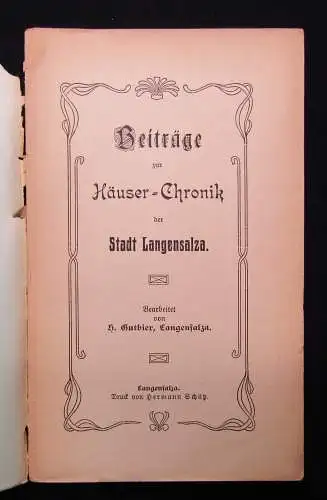 Beiträge
zur
Häuser-Chronik
der
Stadt Langensalza.
Bearbeitet
von
H. Gutbier, Langensalza.
Langensalza.
Druck von Hermann Schütz.